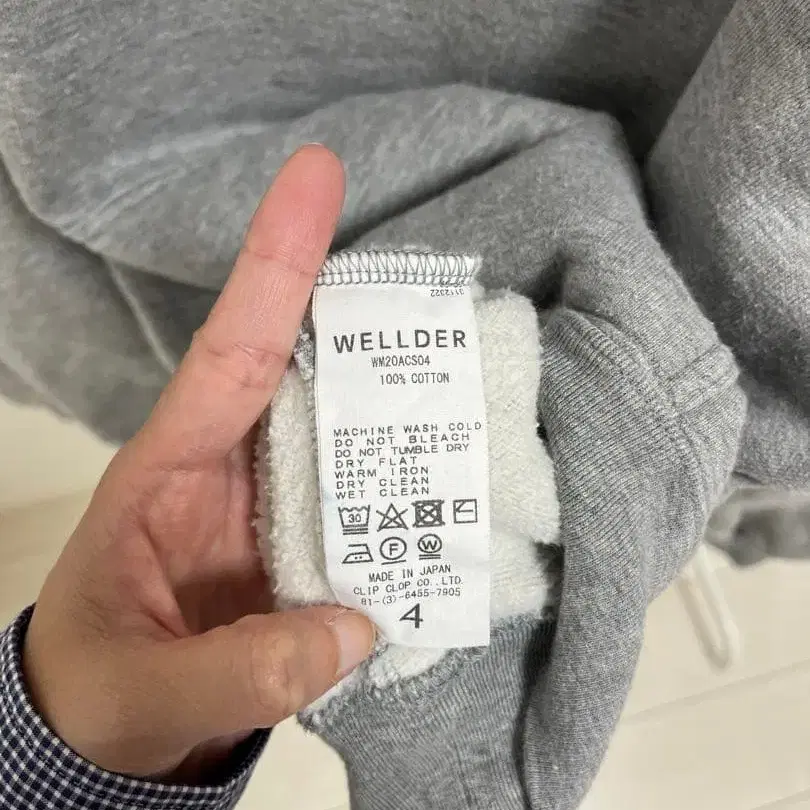 WELLDER
WM20ACS04
100% COTTON
MACHINE WASH COLD
DO NOT BLEACH
DO NOT TUMBLE DRY
DRY FLAT
WARM IRON
DRY CLEAN
WET CLEAN
30
F W
MADE IN JAPAN
CLIP CLOP CO., LTD.
81-(3)-6455-7905
4